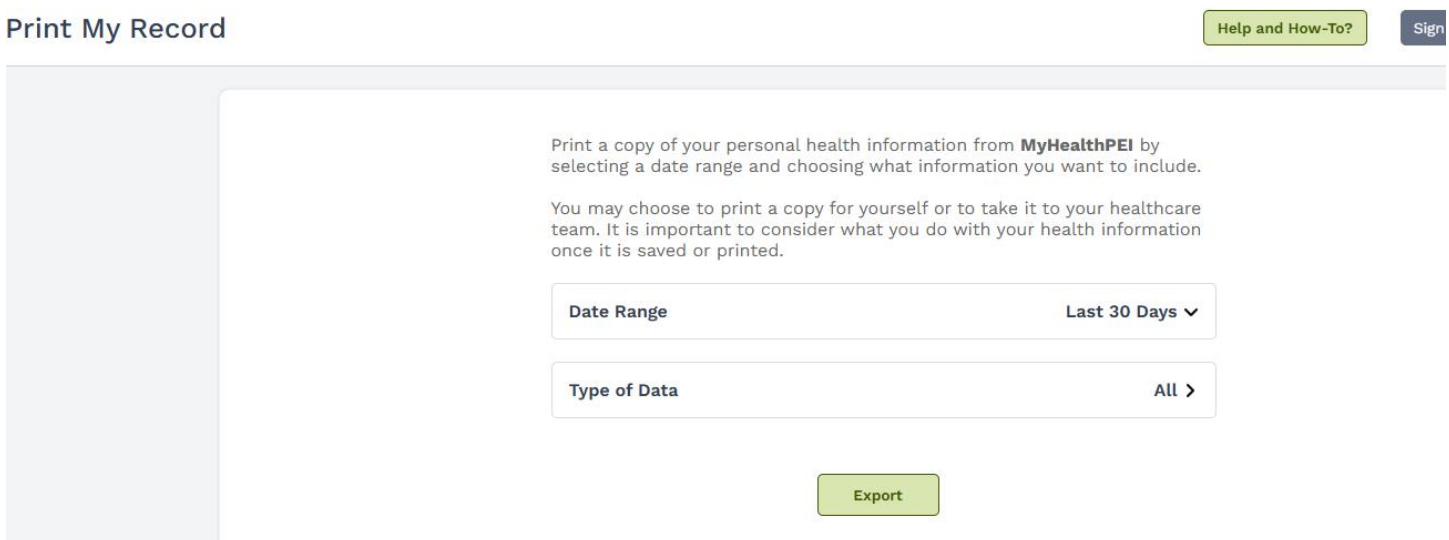 Print My Record
Help and How-To?
Sign
Print a copy of your personal health information from MyHealthPEI by
selecting a date range and choosing what information you want to include.
You may choose to print a copy for yourself or to take it to your healthcare
team. It is important to consider what you do with your health information
once it is saved or printed.
Date Range
Last 30 Days
Type of Data
All
Export